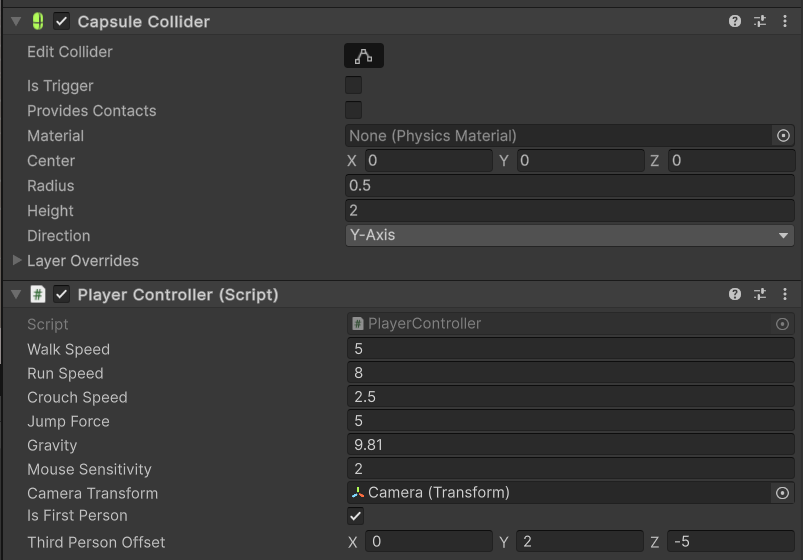 Capsule Collider
Edit Collider
Is Trigger
Provides Contacts
Material None (Physics Material)
Center X 0 Y 0 Z 0
Radius 0.5
Height 2
Direction Y-Axis
Layer Overrides
# Player Controller (Script)
Script # PlayerController
Walk Speed 5
Run Speed 8
Crouch Speed 2.5
Jump Force 5
Gravity 9.81
Mouse Sensitivity 2
Camera Transform Camera (Transform)
Is First Person
Third Person Offset X 0 Y 2 Z -5